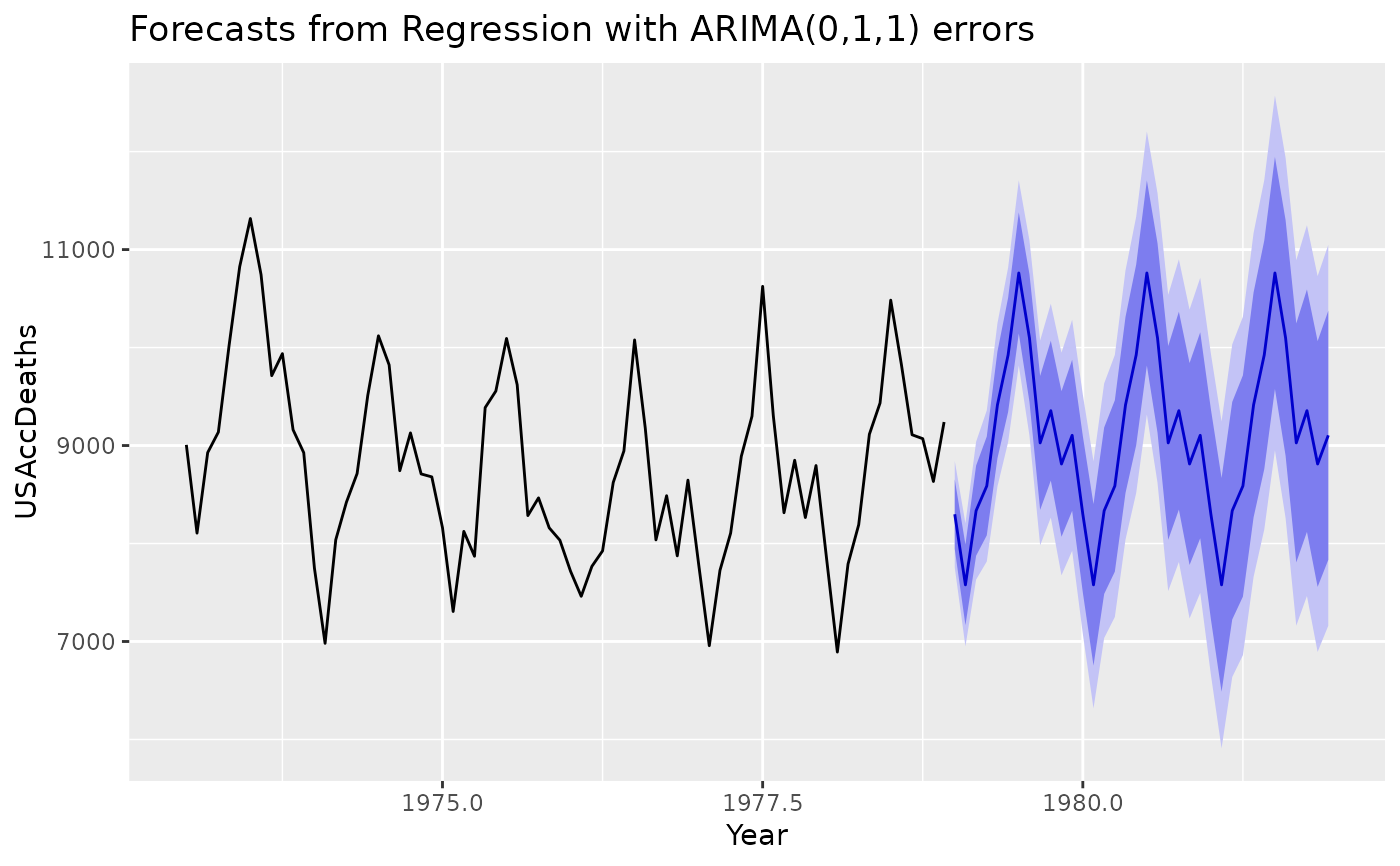 Forecasts from Regression with ARIMA(0,1,1) errors
USAccDeaths
11000
9000
7000
1975.0
1977.5
1980.0
Year